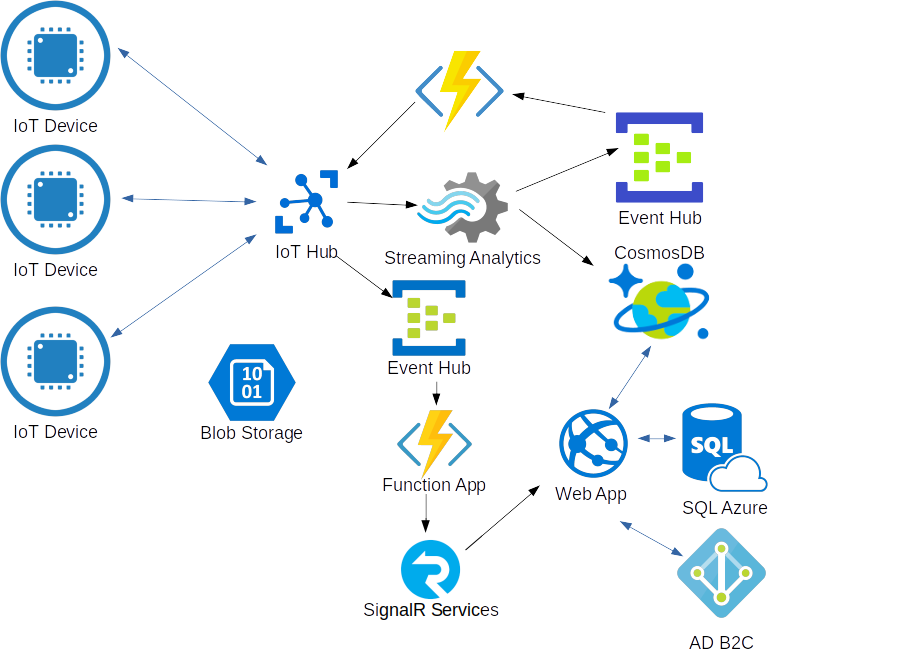 IoT Device
IoT Device
IoT Device
IoT Hub
Streaming Analytics
Event Hub
CosmosDB
Event Hub
10
01
Blob Storage
Function App
SignalR Services
Web App
SQL
SQL Azure
AD B2C